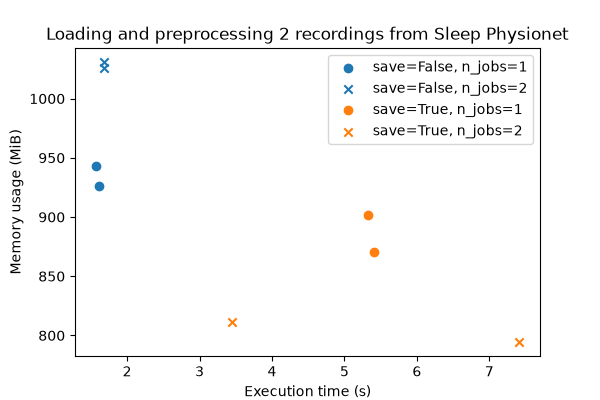 Loading and preprocessing 2 recordings from Sleep Physionet
save=False, n_jobs=1
save=False, n_jobs=2
save=True, n_jobs=1
save=True, n_jobs=2
Memory usage (MiB)
1000
950
900
850
800
2 3 4 5 6 7
Execution time (s)